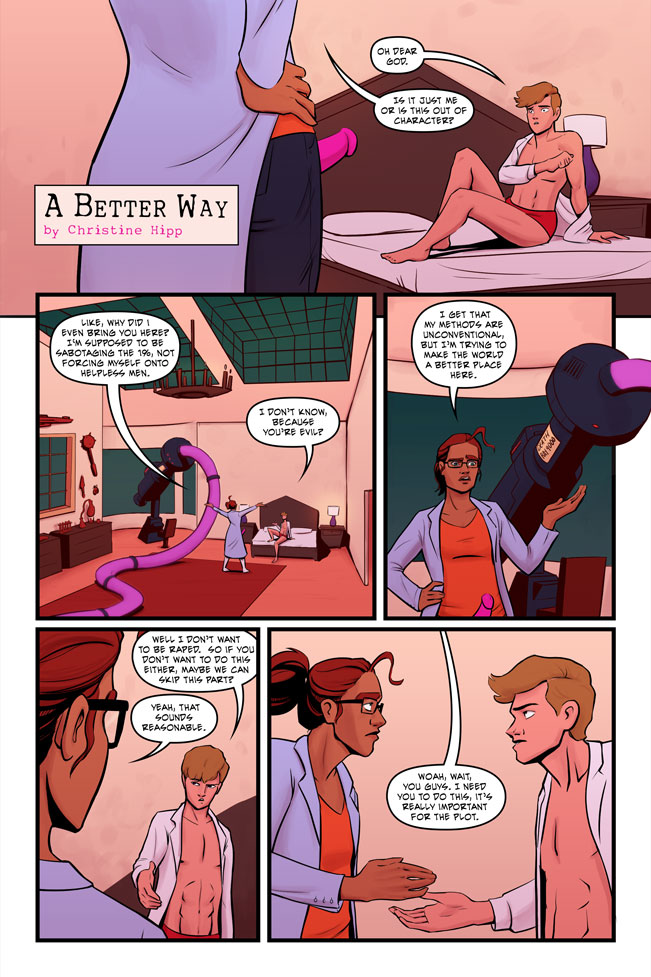 OH DEAR
GOD.
IS IT JUST ME
OR IS THIS OUT OF
CHARACTER?
A BETTER WAY
by Christine Hipp
LIKE, WHY DID I
EVEN BRING YOU HERE?
I'M SUPPOSED TO BE
SABOTAGING THE 1%, NOT
FORCING MYSELF ONTO
HELPLESS MEN.
I DON'T KNOW,
BECAUSE
YOU'RE EVIL?
I GET THAT
MY METHODS ARE
UNCONVENTIONAL,
BUT I'M TRYING TO
MAKE THE WORLD
A BETTER PLACE
HERE.
WELL I DON'T WANT
TO BE RAPED. SO IF YOU
DON'T WANT TO DO THIS
EITHER, MAYBE WE CAN
SKIP THIS PART?
YEAH, THAT
SOUNDS
REASONABLE.
WOAH, WAIT,
YOU GUYS. I NEED
YOU TO DO THIS, IT'S
REALLY IMPORTANT
FOR THE PLOT.